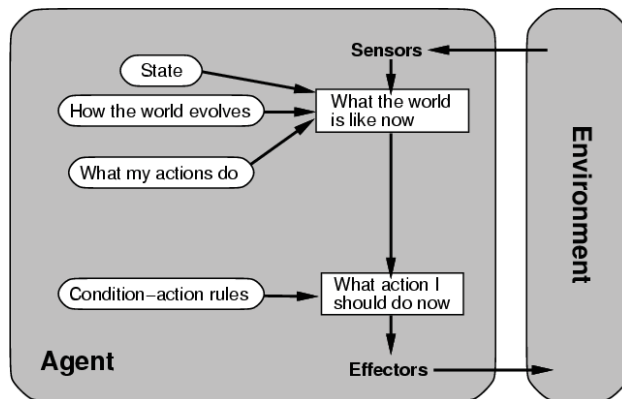 Sensors
State
How the world evolves
What my actions do
What the world
is like now
Condition−action rules
What action I
should do now
Agent
Effectors
Environment